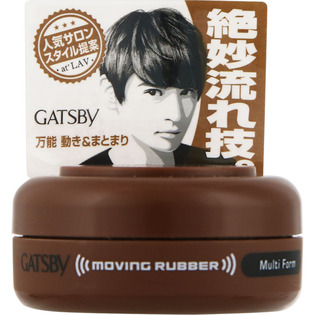 人気サロン
スタイル提案
at LAV
絶妙流れ技。
GATSBY
万能 動き&まとまり
GATSBY
MOVING RUBBER
Multi Form